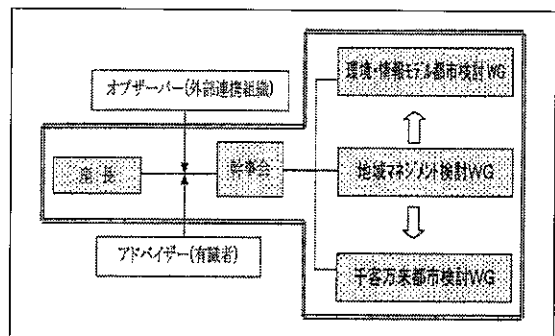 環境・情報モデル都市検討WG
オブザーバー(外部連携組織)
座 長
幹事会
地域マネジメント検討WG
アドバイザー(有識者)
千客万来都市検討WG